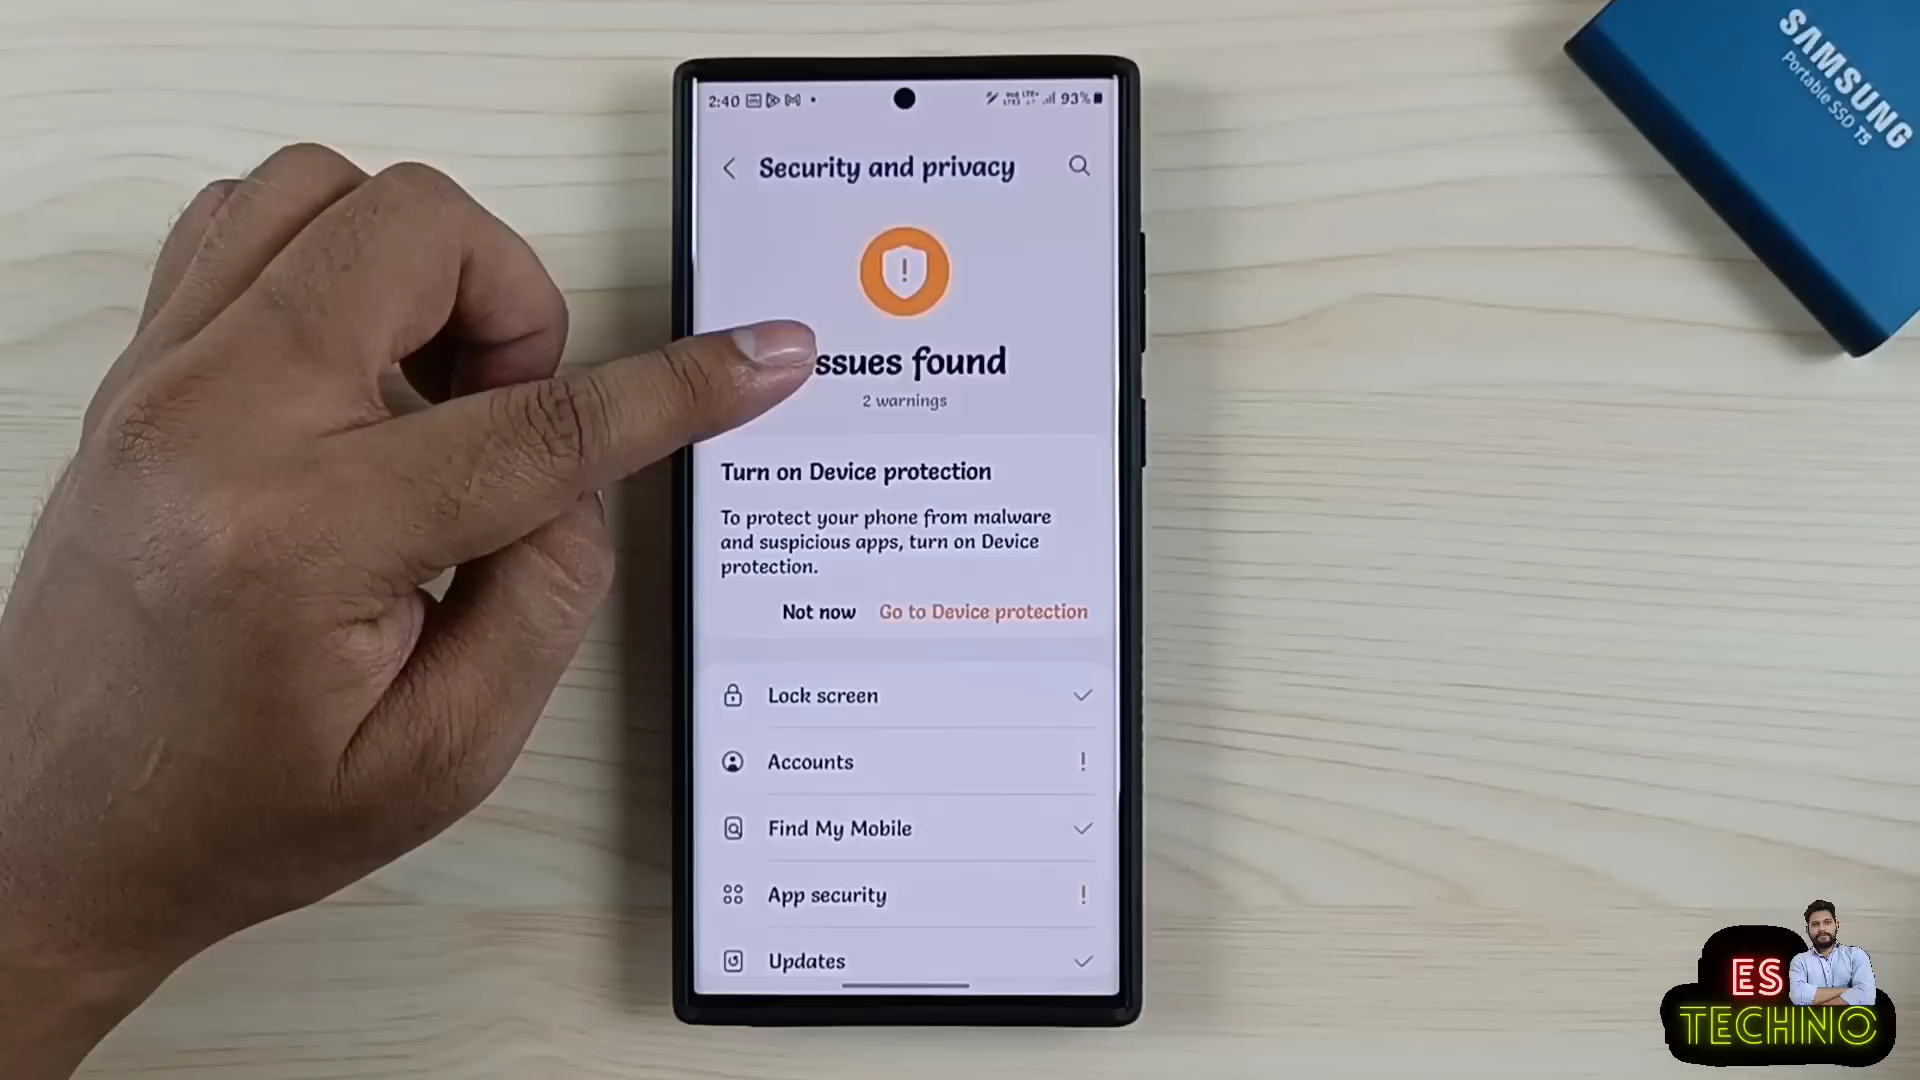 2:40
93%
Security and privacy
found
2 warnings
Turn on Device protection
To protect your phone from malware
and suspicious apps, turn on Device
protection.
Not now Go to Device protection
Lock screen
Accounts !
Find My Mobile
App security !
Updates
SAMSUNG
Portable SSD T5
ES
TECHNO